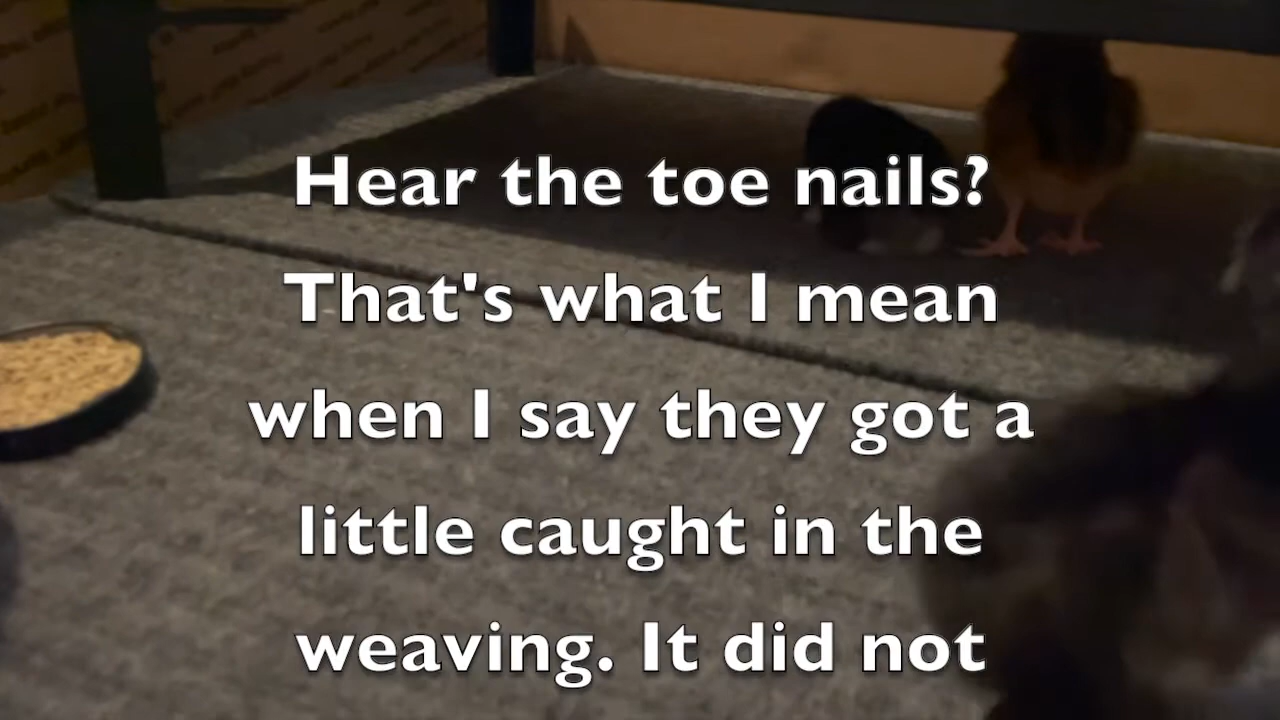 Hear the toe nails?
That's what I mean
when I say they got a
little caught in the
weaving. It did not